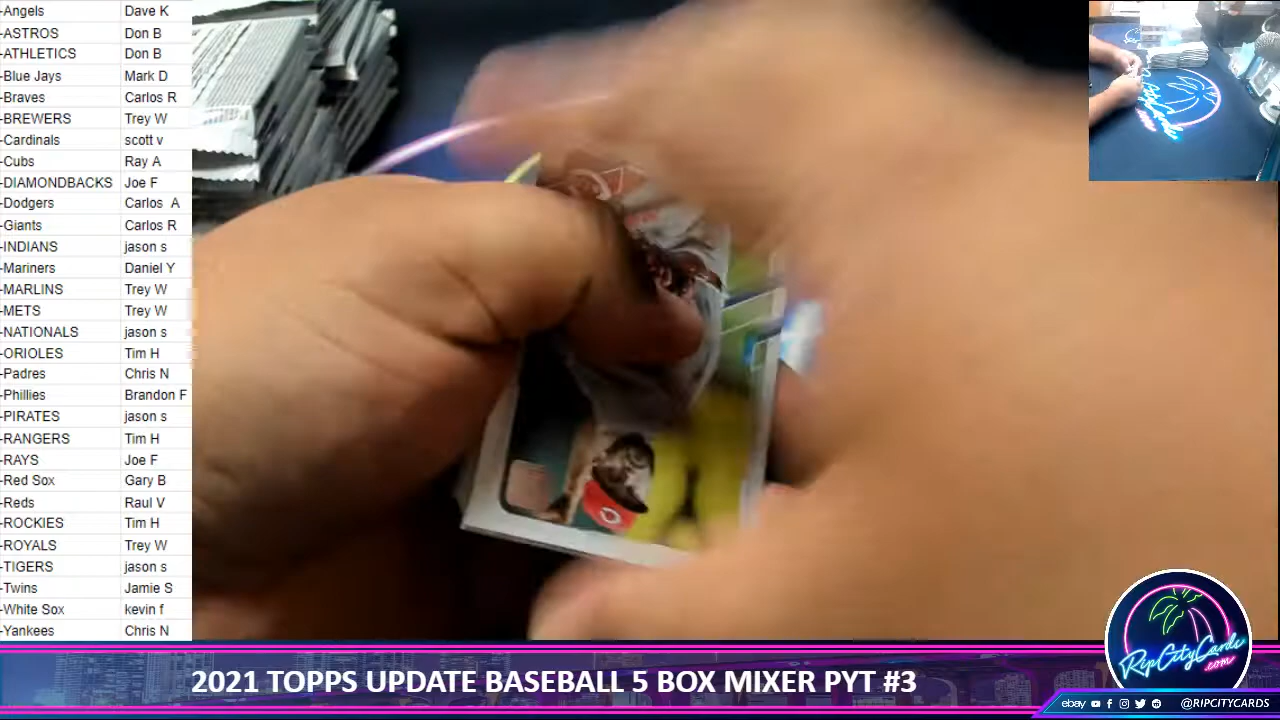 -Angels Dave K
-ASTROS Don B
-ATHLETICS Don B
-Blue Jays Mark D
-Braves Carlos R
-BREWERS Trey W
-Cardinals scott v
-Cubs Ray A
-DIAMONDBACKS Joe F
-Dodgers Carlos A
-Giants Carlos R
-INDIANS jason s
-Mariners Daniel Y
-MARLINS Trey W
-METS Trey W
-NATIONALS jason s
-ORIOLES Tim H
-Padres Chris N
-Phillies Brandon F
-PIRATES jason s
-RANGERS Tim H
-RAYS Joe F
-Red Sox Gary B
-Reds Raul V
-ROCKIES Tim H
-ROYALS Trey W
-TIGERS jason s
-Twins Jamie S
-White Sox kevin f
-Yankees Chris N
RipCityCards
.com
2021 TOPPS UPDATE BASEBALL 5 BOX MIXER PYT #3
ebay @RIPCITYCARDS